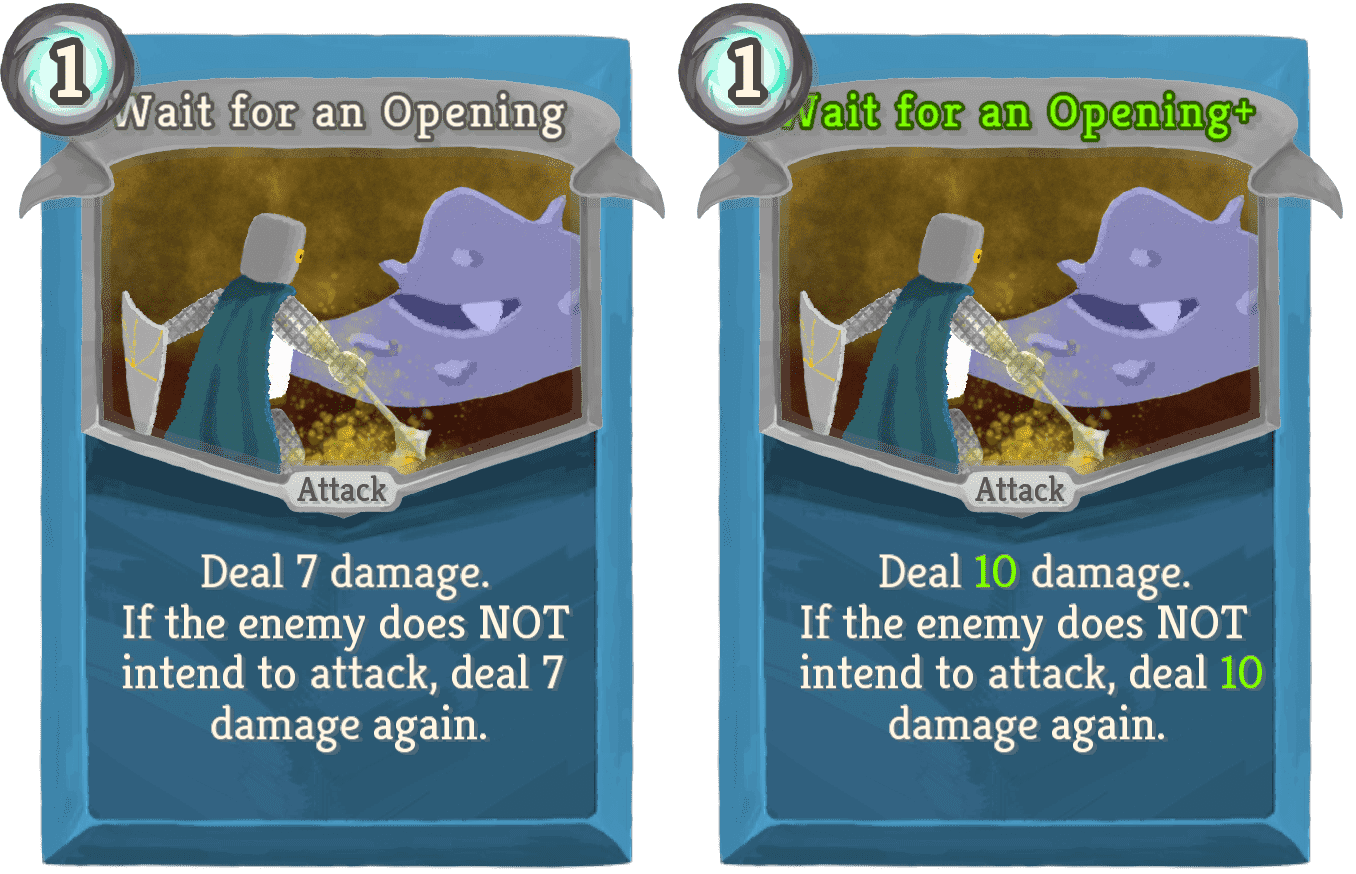 1
Wait for an Opening
Attack
Deal 7 damage.
If the enemy does NOT
intend to attack, deal 7
damage again.
1
Wait for an Opening+
Attack
Deal 10 damage.
If the enemy does NOT
intend to attack, deal 10
damage again.